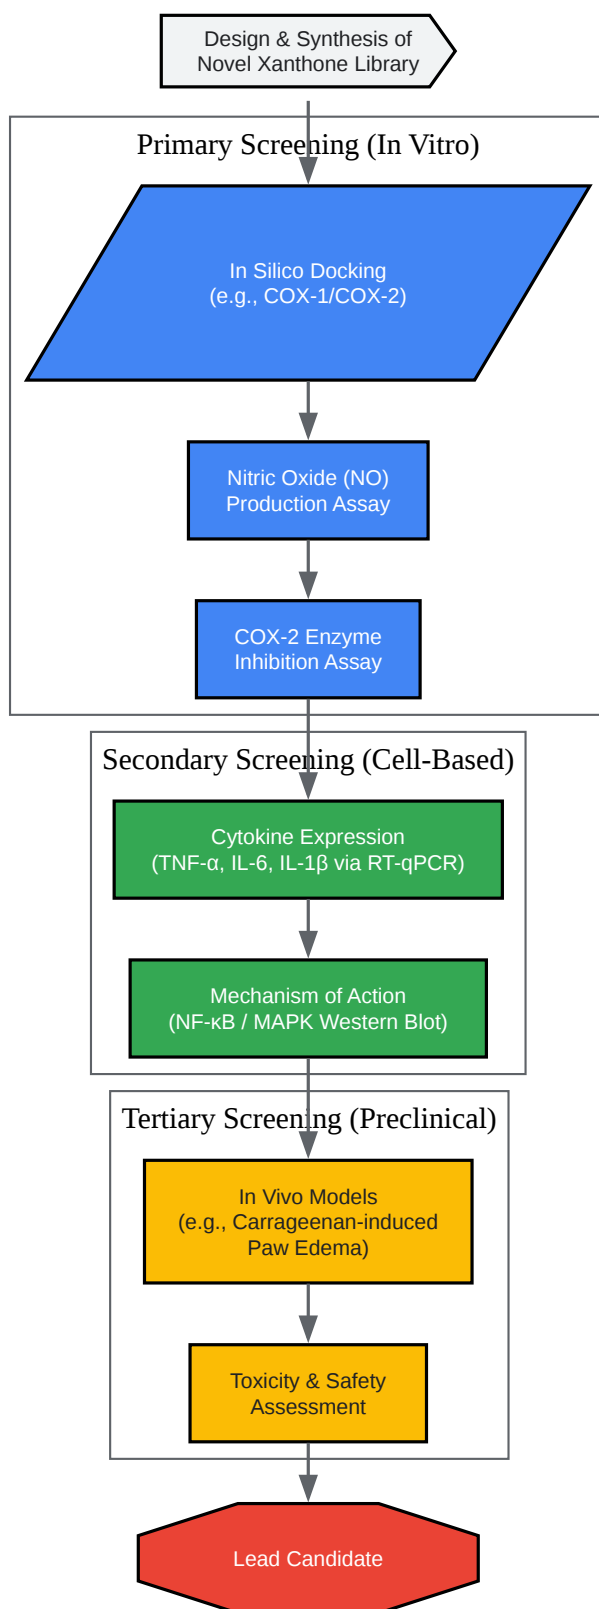 Design & Synthesis of
Novel Xanthone Library
Primary Screening (In Vitro)
In Silico Docking
(e.g., COX-1/COX-2)
Nitric Oxide (NO)
Production Assay
COX-2 Enzyme
Inhibition Assay
Secondary Screening (Cell-Based)
Cytokine Expression
(TNF-α, IL-6, IL-1β via RT-qPCR)
Mechanism of Action
(NF-κB / MAPK Western Blot)
Tertiary Screening (Preclinical)
In Vivo Models
(e.g., Carrageenan-induced
Paw Edema)
Toxicity & Safety
Assessment
Lead Candidate